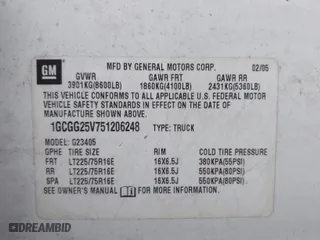 GM
MFD BY GENERAL MOTORS CORP. 02/05
GVWR GAWR FRT GAWR RR
3901KG(8600LB) 1860KG(4100LB) 2431KG(5360LB)
THIS VEHICLE CONFORMS TO ALL APPLICABLE U.S. FEDERAL MOTOR
VEHICLE SAFETY STANDARDS IN EFFECT ON THE DATE OF
MANUFACTURE SHOWN ABOVE.
1GCGG25V751206248 TYPE: TRUCK
MODEL: G23405
GPHE TIRE SIZE RIM COLD TIRE PRESSURE
FRT LT225/75R16E 16X6.5J 380KPA(55PSI)
RR LT225/75R16E 16X6.5J 550KPA(80PSI)
SPA LT225/75R16E 16X6.5J 550KPA(80PSI)
SEE OWNER'S MANUAL FOR MORE INFORMATION.
AUTOBIDCAR